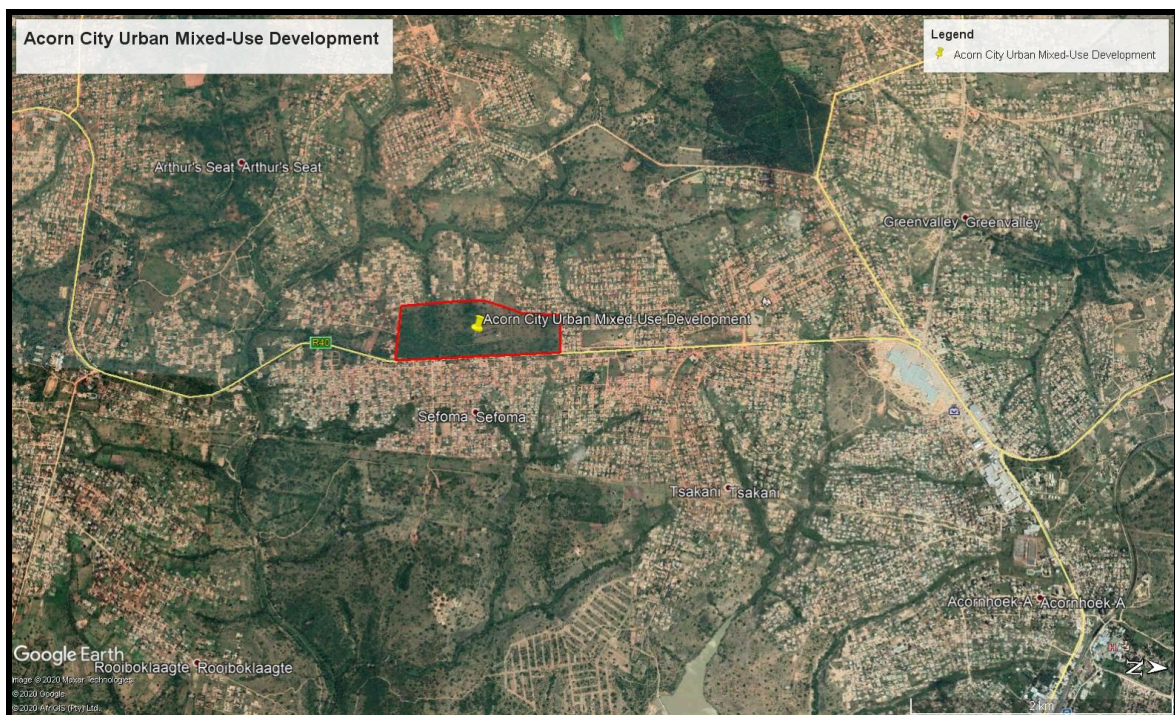 Acorn City Urban Mixed-Use Development
Legend
Acorn City Urban Mixed-Use Development
Arthur's Seat Arthur's Seat
Greenvalley Greenvalley
Acorn City Urban Mixed-Use Development
R40
Sefoma Sefoma
Tsakani Tsakani
Acornhoek-A Acornhoek-A
Google Earth
Rooiboklaagte Rooiboklaagte
Image © 2020 Maxar Technologies
© 2020 Google
© 2020 AfriGIS (Pty) Ltd.
N
2 km